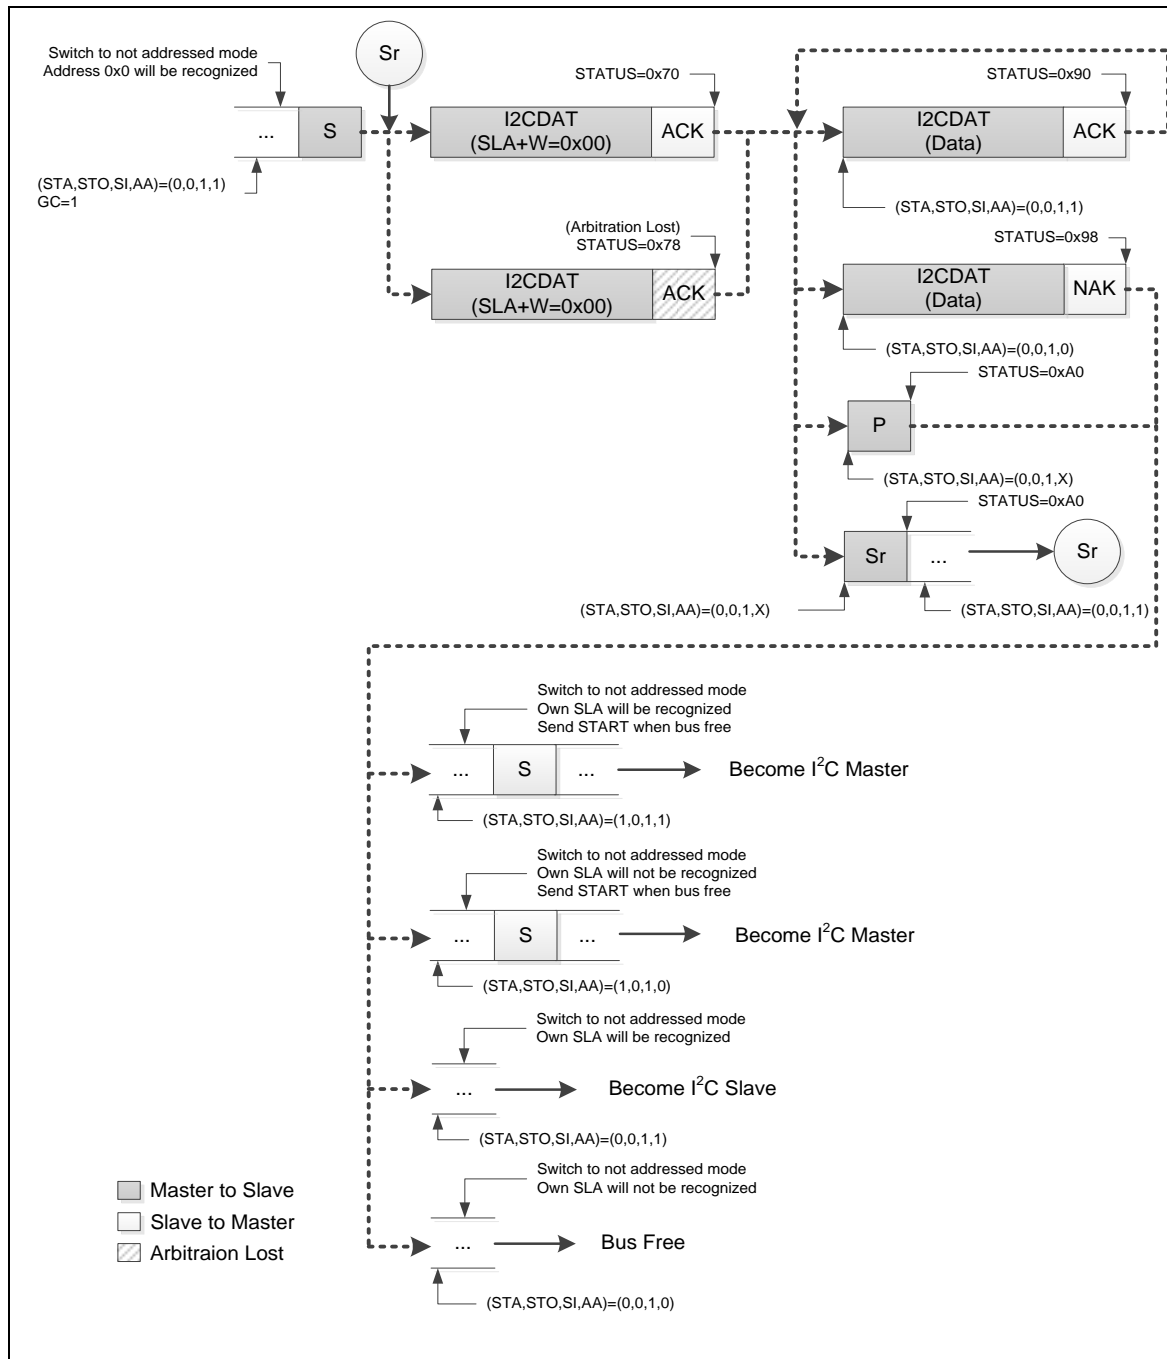 Switch to not addressed mode
Address 0x0 will be recognized
Sr
STATUS=0x70
STATUS=0x90
...
S
I2CDAT
(SLA+W=0x00)
ACK
I2CDAT
(Data)
ACK
(STA,STO,SI,AA)=(0,0,1,1)
GC=1
(STA,STO,SI,AA)=(0,0,1,1)
(Arbitration Lost)
STATUS=0x78
STATUS=0x98
I2CDAT
(SLA+W=0x00)
ACK
I2CDAT
(Data)
NAK
(STA,STO,SI,AA)=(0,0,1,0)
STATUS=0xA0
P
(STA,STO,SI,AA)=(0,0,1,X)
STATUS=0xA0
Sr
...
Sr
(STA,STO,SI,AA)=(0,0,1,X)
(STA,STO,SI,AA)=(0,0,1,1)
Switch to not addressed mode
Own SLA will be recognized
Send START when bus free
...
S
...
Become I²C Master
(STA,STO,SI,AA)=(1,0,1,1)
Switch to not addressed mode
Own SLA will not be recognized
Send START when bus free
...
S
...
Become I²C Master
(STA,STO,SI,AA)=(1,0,1,0)
Switch to not addressed mode
Own SLA will be recognized
...
Become I²C Slave
(STA,STO,SI,AA)=(0,0,1,1)
Switch to not addressed mode
Own SLA will not be recognized
...
Bus Free
(STA,STO,SI,AA)=(0,0,1,0)
Master to Slave
Slave to Master
Arbitraion Lost